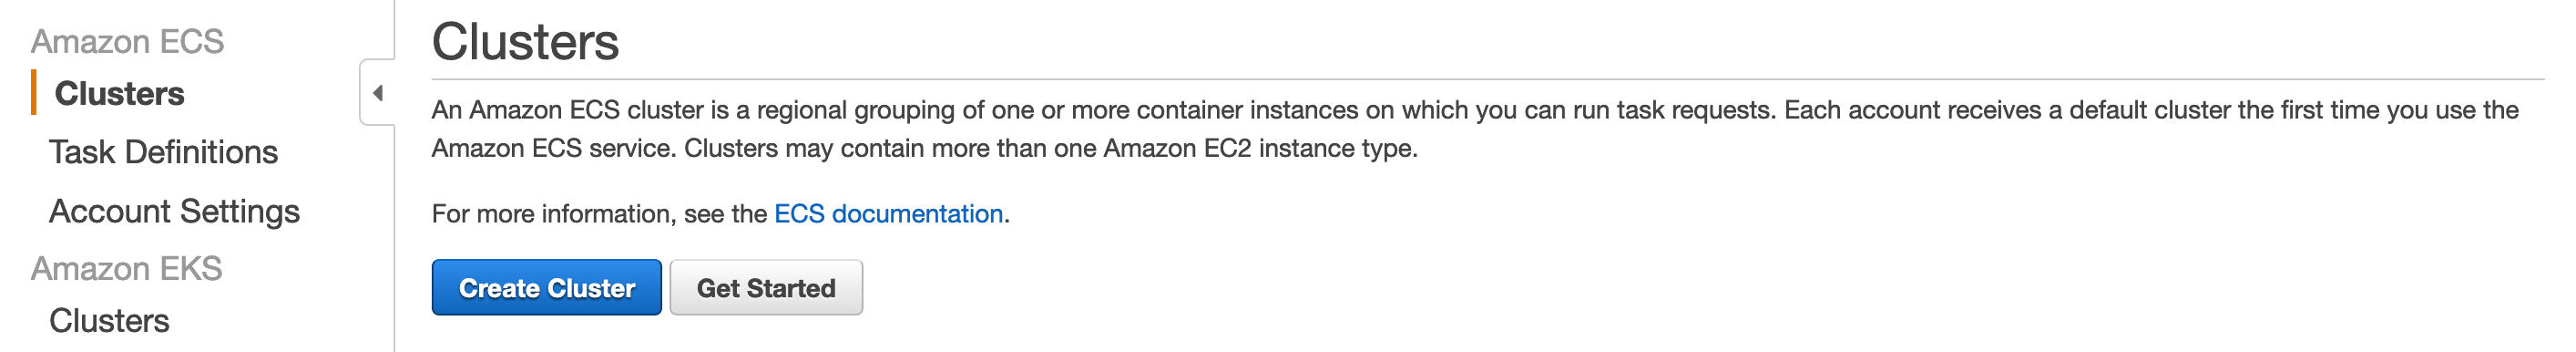 Amazon ECS
Clusters
Task Definitions
Account Settings
Amazon EKS
Clusters
Clusters
An Amazon ECS cluster is a regional grouping of one or more container instances on which you can run task requests. Each account receives a default cluster the first time you use the
Amazon ECS service. Clusters may contain more than one Amazon EC2 instance type.
For more information, see the ECS documentation.
Create Cluster
Get Started